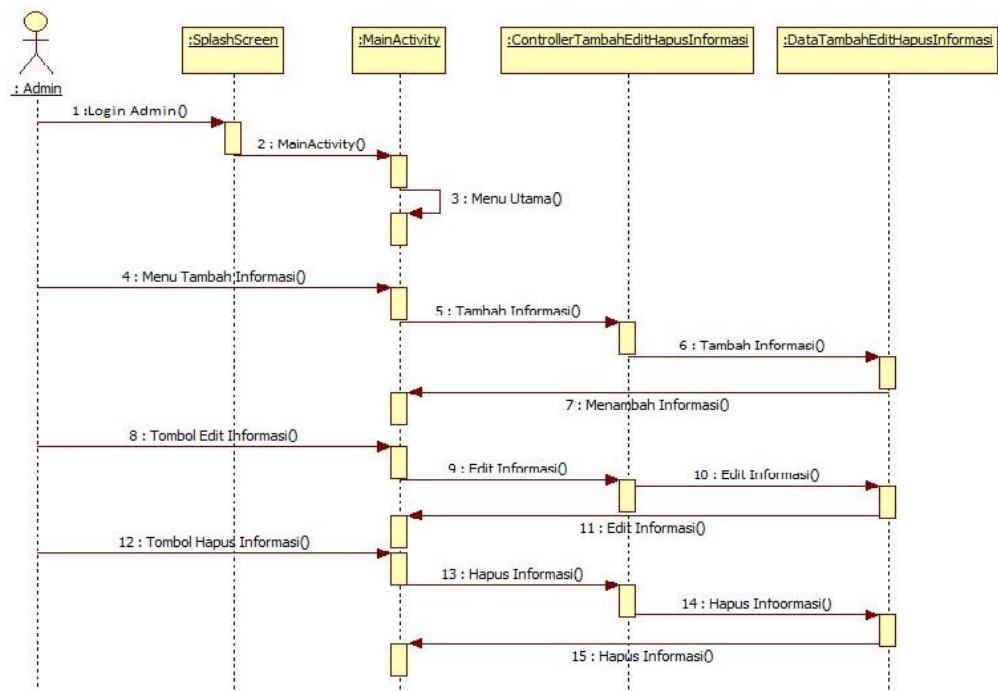 :SplashScreen
:MainActivity
:ControllerTambahEditHapusInformasi
:DataTambahEditHapusInformasi
: Admin
1 :Login Admin()
2 : MainActivity()
3 : Menu Utama()
4 : Menu Tambah Informasi()
5 : Tambah Informasi()
6 : Tambah Informasi()
7 : Menambah Informasi()
8 : Tombol Edit Informasi()
9 : Edit Informasi()
10 : Edit Informasi()
11 : Edit Informasi()
12 : Tombol Hapus Informasi()
13 : Hapus Informasi()
14 : Hapus Infoormasi()
15 : Hapus Informasi()